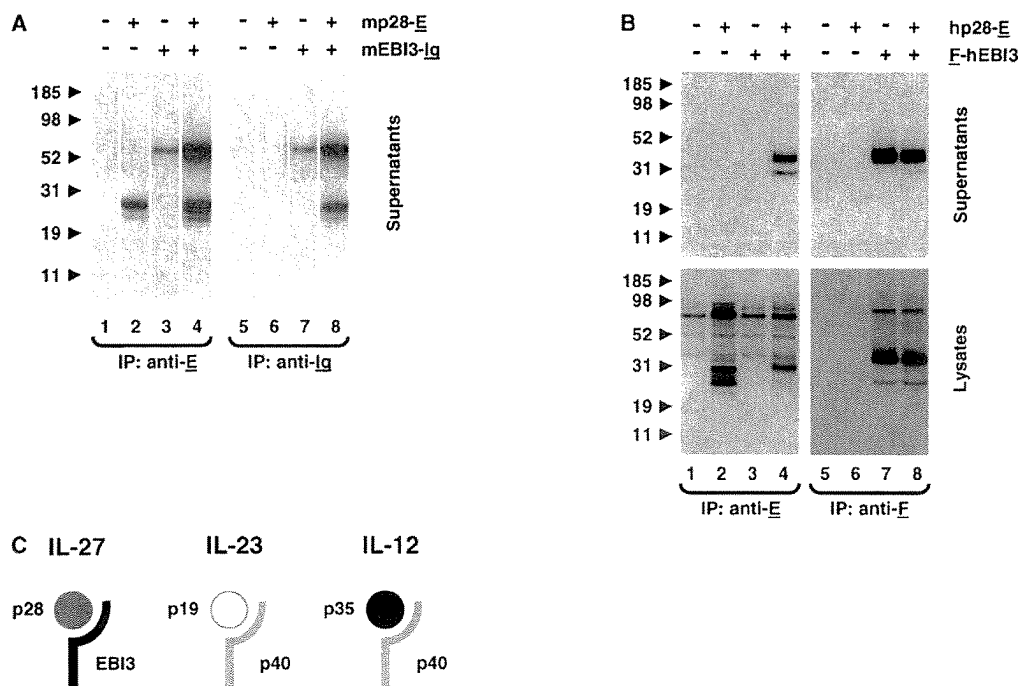 A
- + - + - + - + mp28-E
- - + + - - + + mEBI3-Ig
185
98
52
31
19
11
Supernatants
1 2 3 4 5 6 7 8
IP: anti-E IP: anti-Ig
B
- + - + - - - + hp28-E
- - + + - - + + F-hEBI3
185
98
52
31
19
11
Supernatants
185
98
52
31
19
11
Lysates
1 2 3 4 5 6 7 8
IP: anti-E IP: anti-F
C IL-27 IL-23 IL-12
p28 p19 p35
EBI3 p40 p40